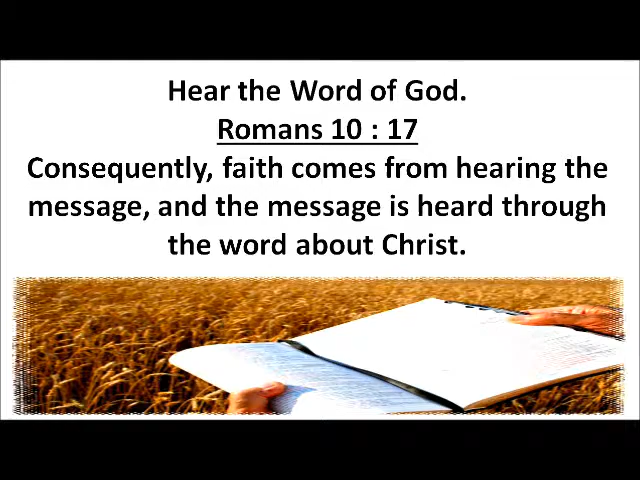 Hear the Word of God.
Romans 10 : 17
Consequently, faith comes from hearing the
message, and the message is heard through
the word about Christ.